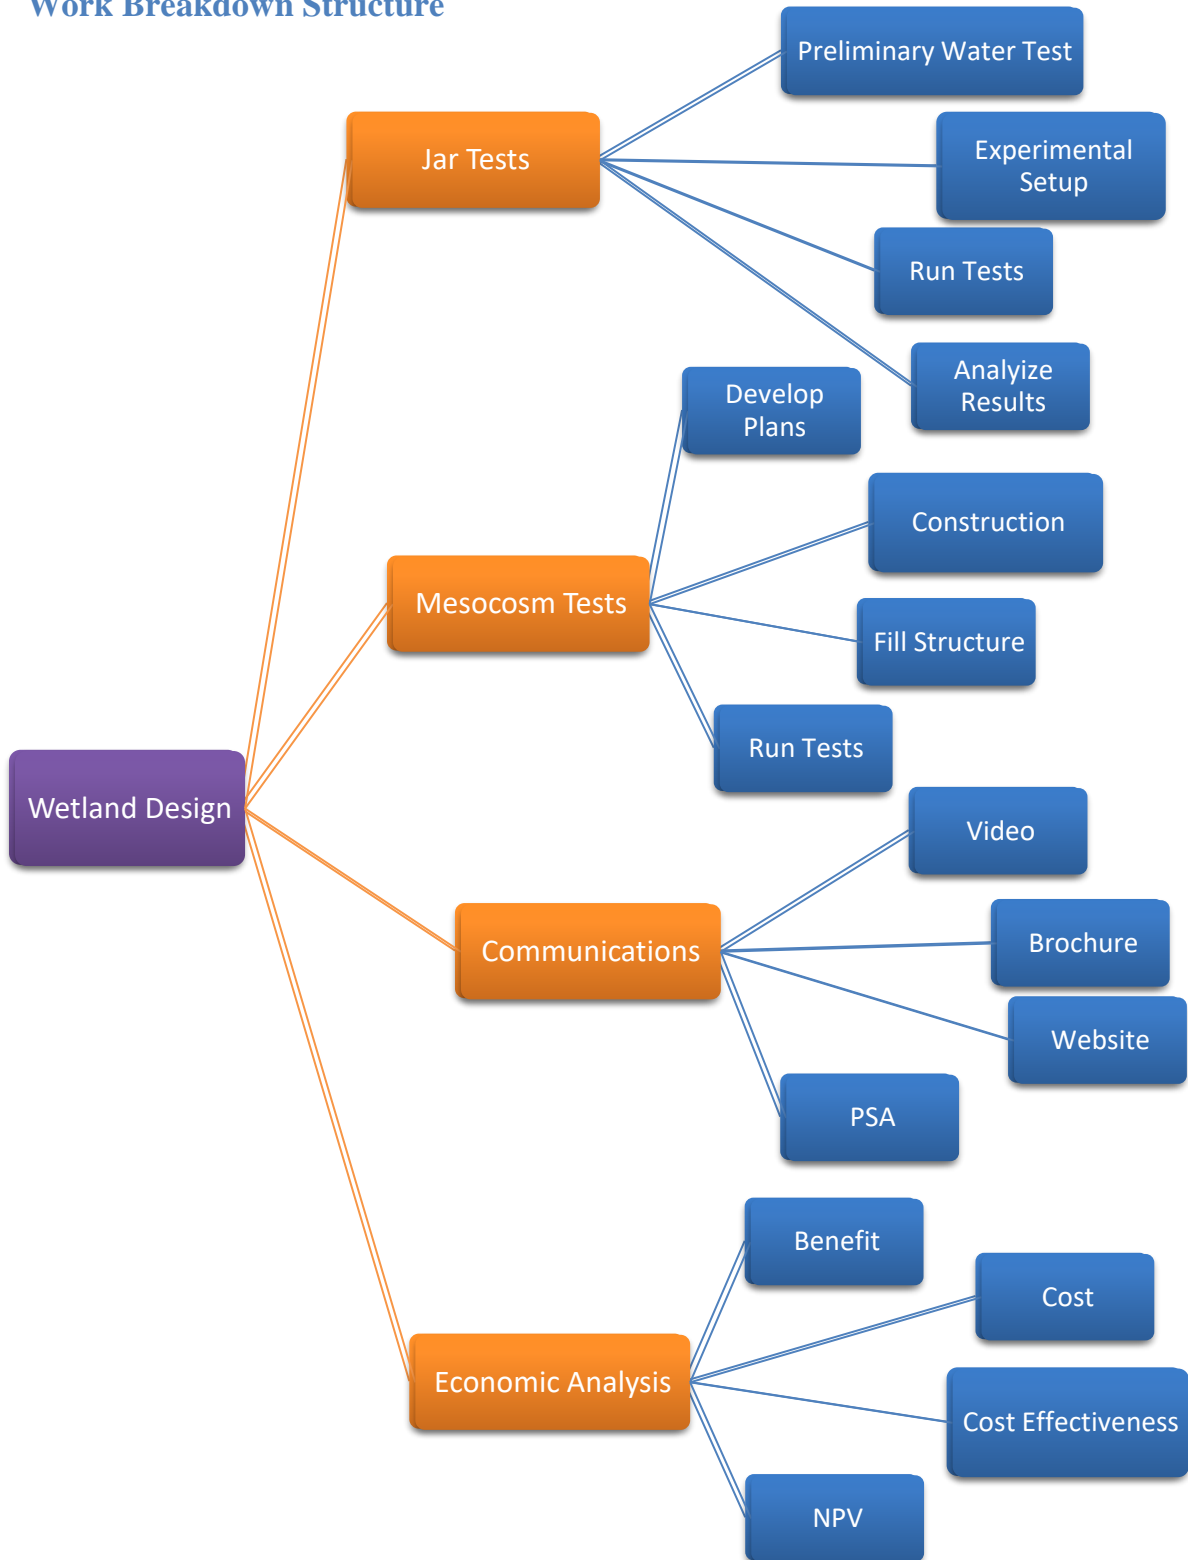 Work Breakdown Structure
Preliminary Water Test
Jar Tests
Experimental
Setup
Run Tests
Analyize
Results
Develop
Plans
Construction
Mesocosm Tests
Fill Structure
Run Tests
Wetland Design
Video
Communications
Brochure
Website
PSA
Benefit
Cost
Economic Analysis
Cost Effectiveness
NPV